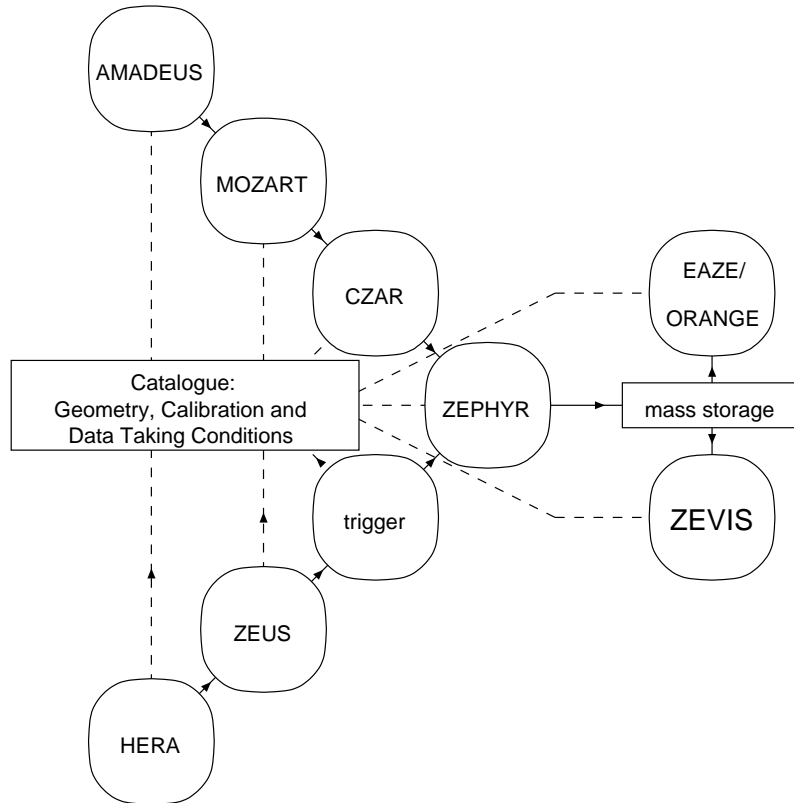 AMADEUS
MOZART
CZAR
EAZE/
ORANGE
Catalogue:
Geometry, Calibration and
Data Taking Conditions
ZEPHYR
mass storage
trigger
ZEVIS
ZEUS
HERA